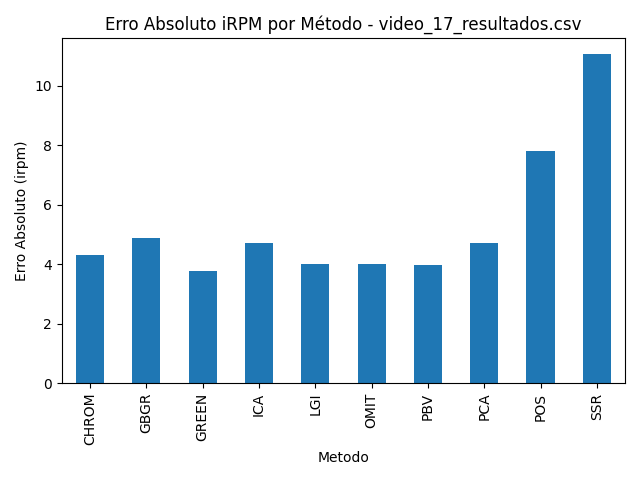 Erro Absoluto iRPM por Método - video_17_resultados.csv
Erro Absoluto (irpm)
10
8
6
4
2
0
CHROM
GBGR
GREEN
ICA
LGI
OMIT
PBV
PCA
POS
SSR
Metodo